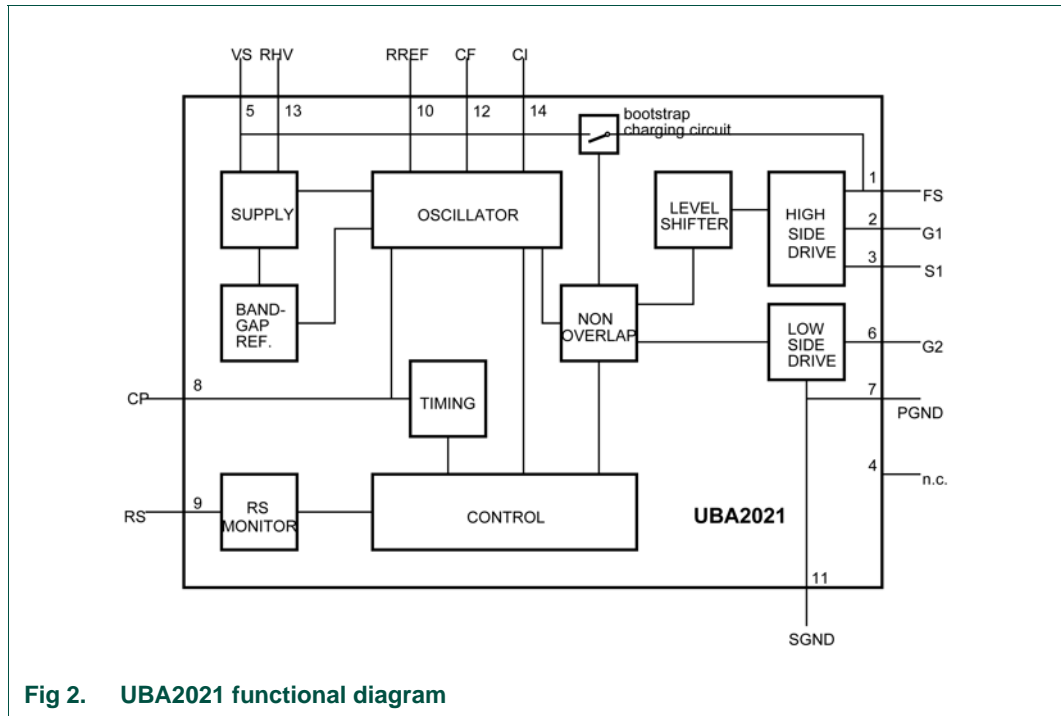 VS RHV RREF CF CI
5 13 10 12 14
bootstrap
charging circuit
1
FS
SUPPLY
OSCILLATOR
LEVEL
SHIFTER
HIGH
SIDE
DRIVE
2
G1
3
S1
BAND-
GAP
REF.
NON
OVERLAP
LOW
SIDE
DRIVE
6
G2
8
CP
TIMING
7
PGND
4
n.c.
9
RS
RS
MONITOR
CONTROL
UBA2021
11
SGND
Fig 2. UBA2021 functional diagram